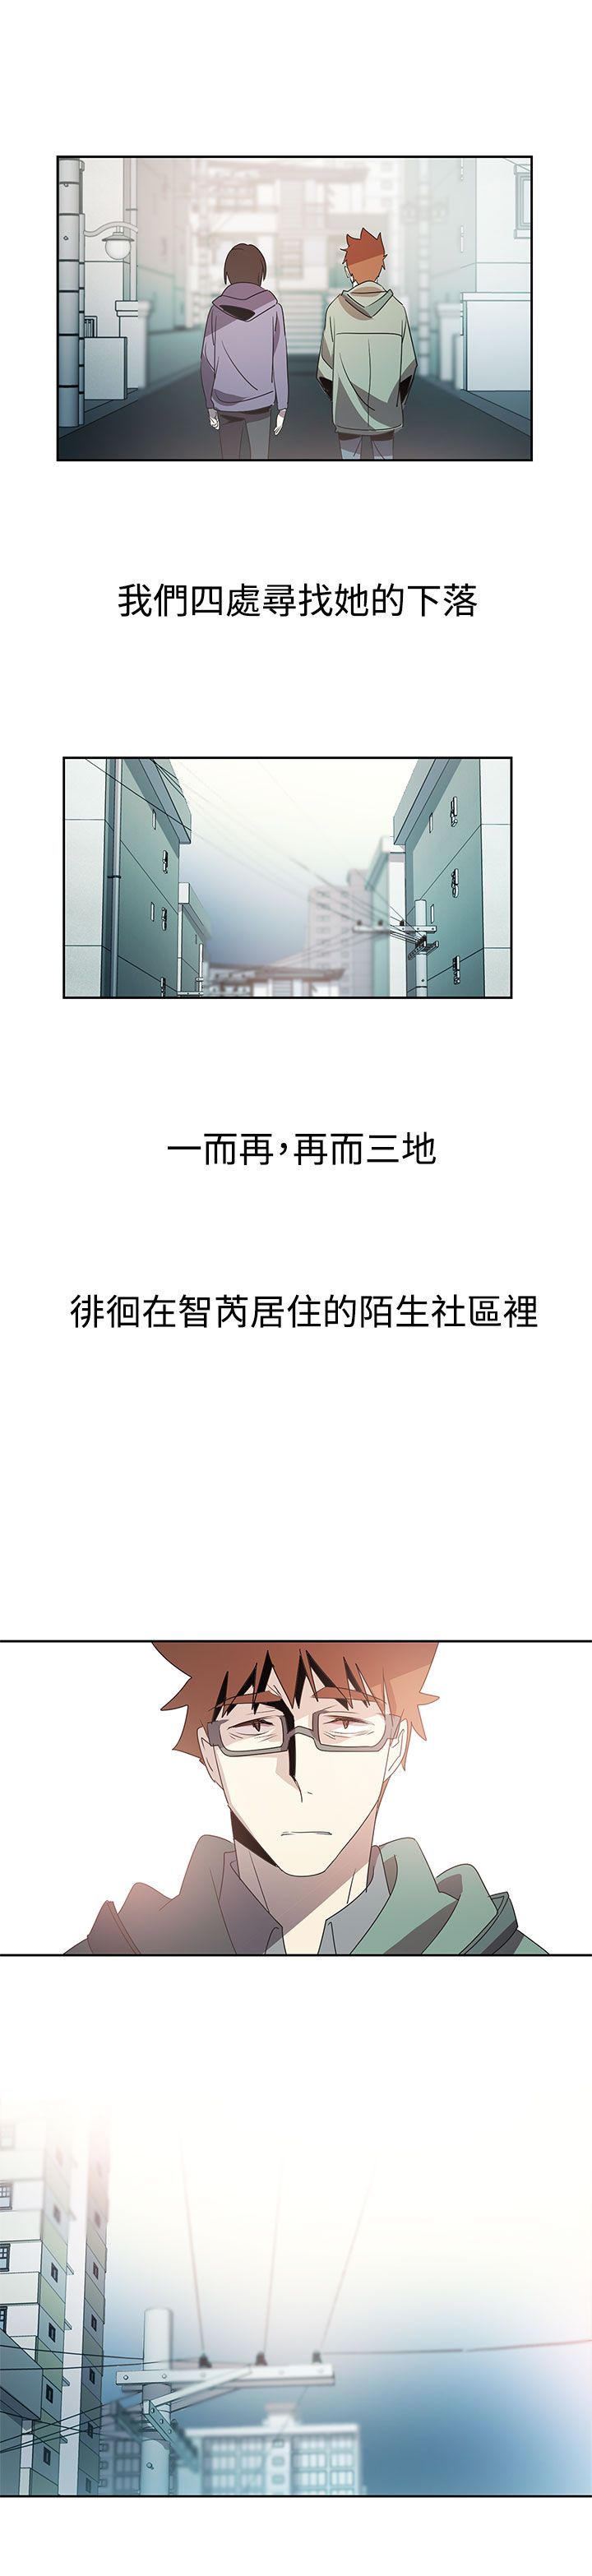 我們四處尋找她的下落
一而再，再而三地
徘徊在智芮居住的陌生社區裡